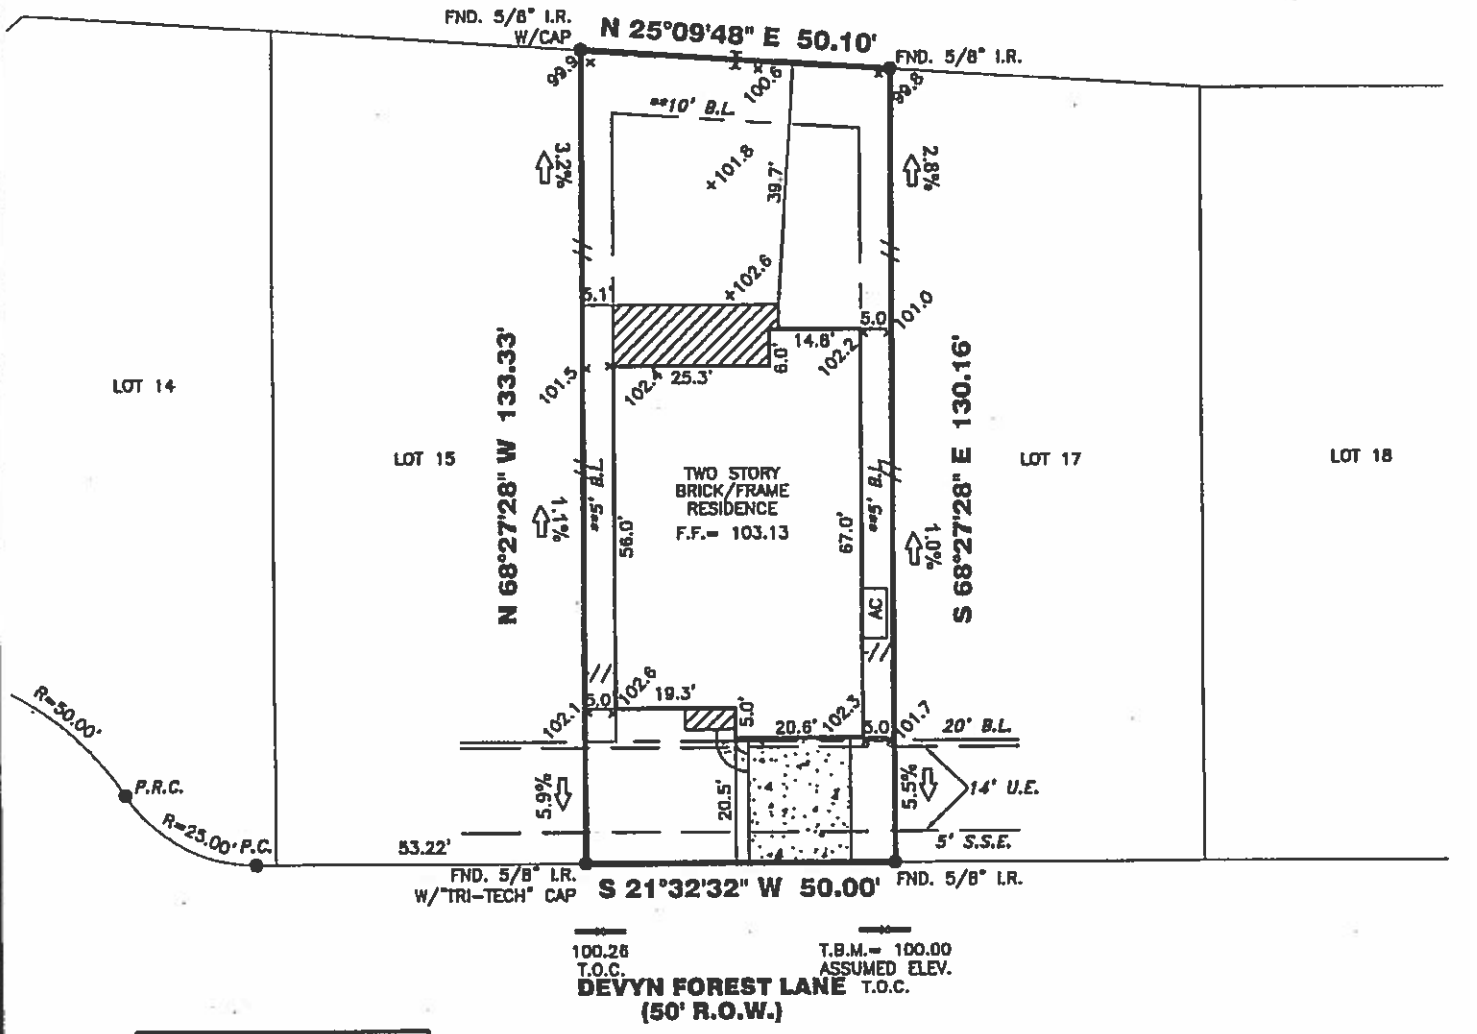 FND. 5/8" I.R.
W/CAP
N 25°09'48" E 50.10'
FND. 5/8" I.R.
99.9
100.6
99.8
**10' B.L.
3.2%
101.8
39.7'
2.8%
102.6
5.1'
5.0
101.0
14.8'
102.2
6.0'
101.5
102.4
25.3'
N 68°27'28" W 133.33'
S 68°27'28" E 130.16'
LOT 14
LOT 15
LOT 17
LOT 18
TWO STORY
BRICK/FRAME
RESIDENCE
F.F.= 103.13
**5' B.L
**5' B.L
1.1%
56.0'
67.0'
1.0%
AC
102.6
19.3'
5.0
102.1
5.0'
20.6'
102.3
5.0
101.7
20' B.L.
R=50.00'
P.R.C.
R=25.00'
P.C.
5.9%
20.5'
5.5%
14' U.E.
53.22'
5' S.S.E.
FND. 5/8" I.R.
W/"TRI-TECH" CAP
S 21°32'32" W 50.00'
FND. 5/8" I.R.
100.26
T.O.C.
T.B.M.= 100.00
ASSUMED ELEV.
T.O.C.
DEVYN FOREST LANE
(50' R.O.W.)